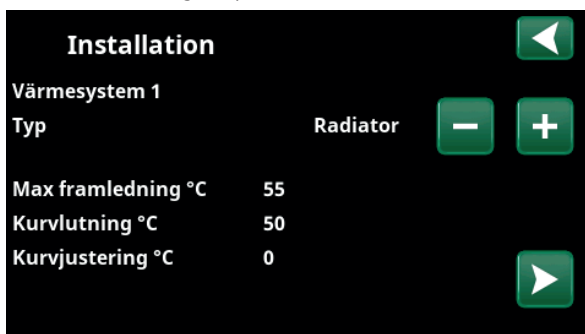 Installation
Värmesystem 1
Typ Radiator
Max framledning °C 55
Kurvlutning °C 50
Kurvjustering °C 0